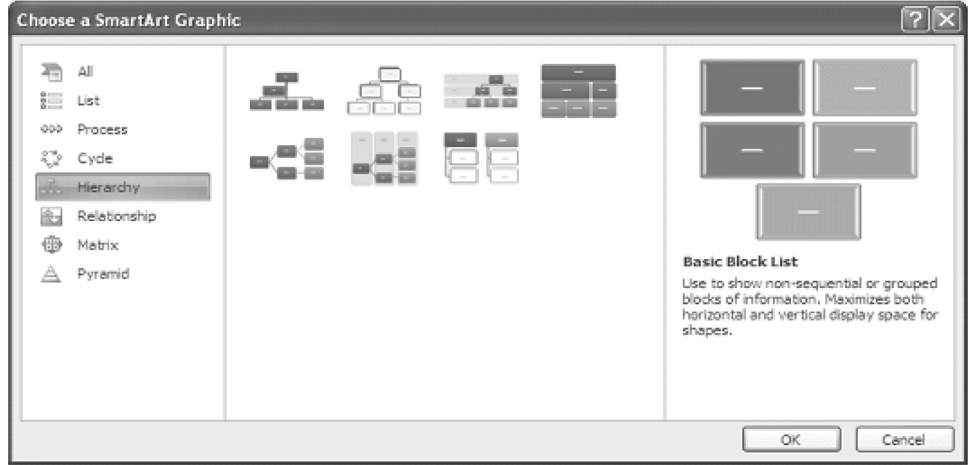 Choose a SmartArt Graphic
All
List
Process
Cycle
Hierarchy
Relationship
Matrix
Pyramid
Basic Block List
Use to show non-sequential or grouped
blocks of information. Maximizes both
horizontal and vertical display space for
shapes.
OK
Cancel